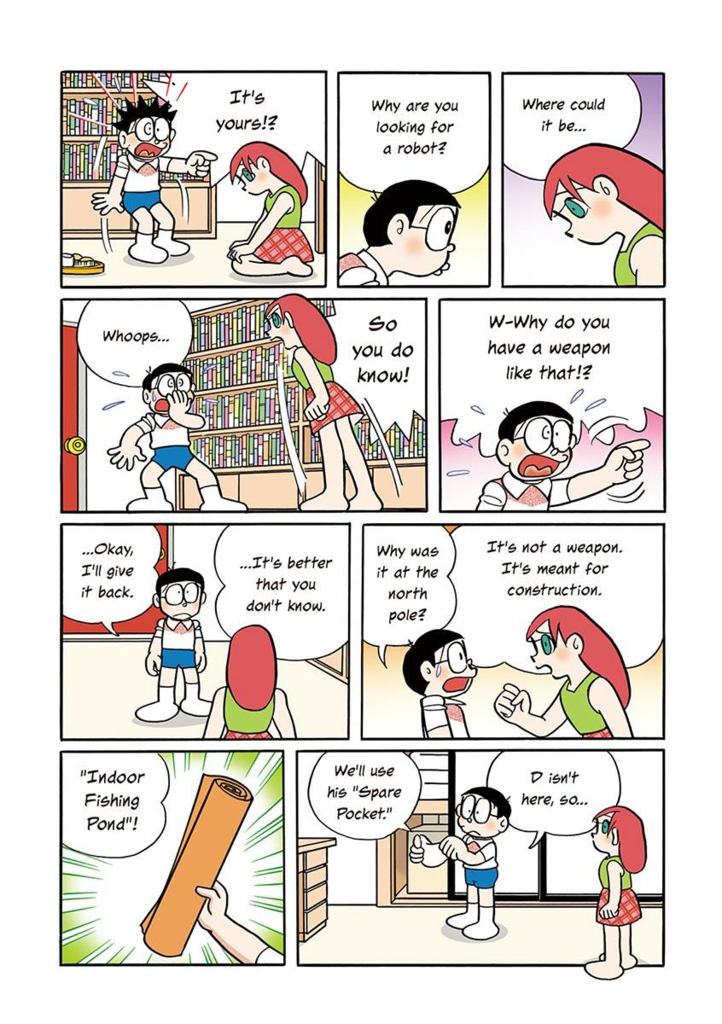 Where could
it be...
Why are you
looking for
a robot?
It's
yours!?
W-Why do you
have a weapon
like that!?
So
you do
know!
Whoops...
It's not a weapon.
It's meant for
construction.
Why was
it at the
north
pole?
...It's better
that you
don't know.
...Okay,
I'll give
it back.
D isn't
here, so...
We'll use
his "Spare
Pocket."
"Indoor
Fishing
Pond"!